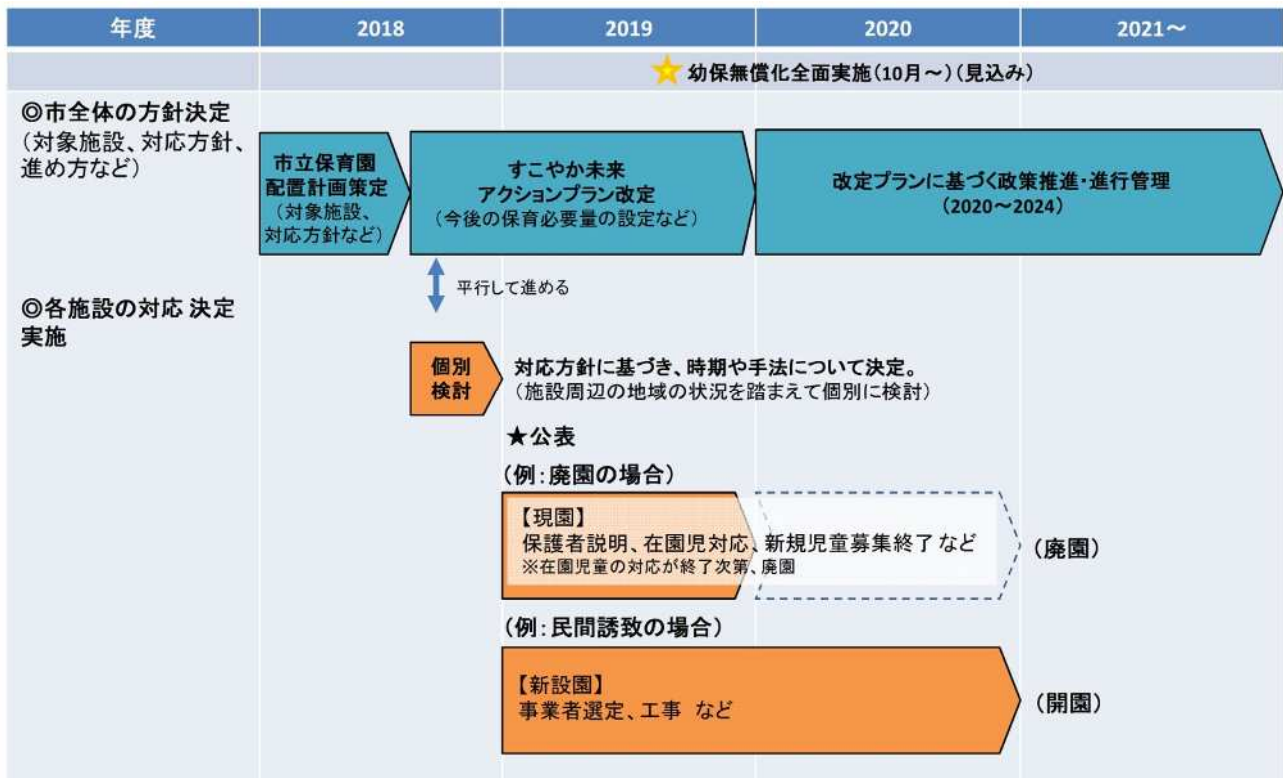 年度 2018 2019 2020 2021～
幼保無償化全面実施（10月～）（見込み）
◎市全体の方針決定
（対象施設、対応方針、
進め方など）
市立保育園
配置計画策定
（対象施設、
対応方針など）
すこやか未来
アクションプラン改定
（今後の保育必要量の設定など）
改定プランに基づく政策推進・進行管理
（2020～2024）
平行して進める
◎各施設の対応 決定
実施
個別
検討
対応方針に基づき、時期や手法について決定。
（施設周辺の地域の状況を踏まえて個別に検討）
★公表
（例：廃園の場合）
【現園】
保護者説明、在園児対応、新規児童募集終了など
※在園児童の対応が終了次第、廃園
（廃園）
（例：民間誘致の場合）
【新設園】
事業者選定、工事 など
（開園）